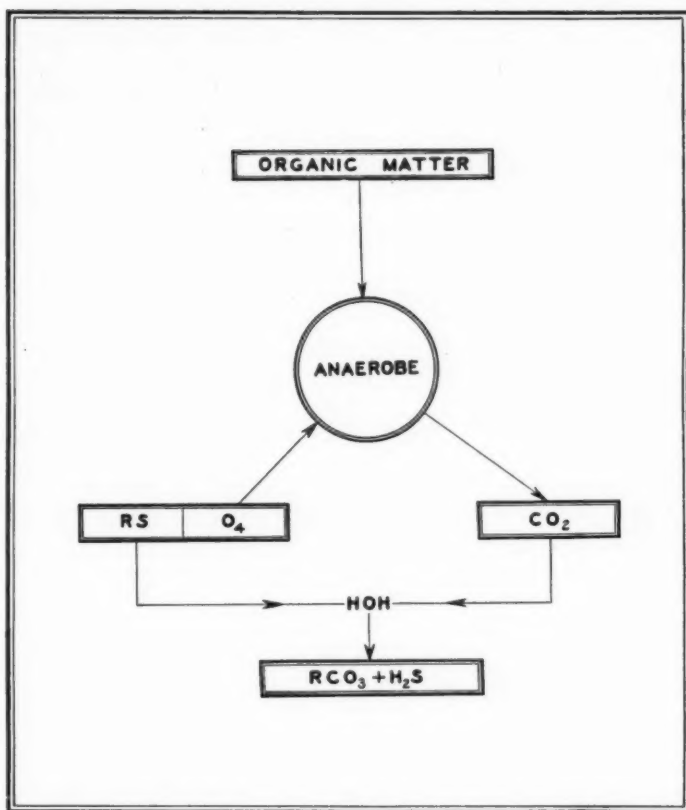 ORGANIC MATTER
ANAEROBE
RS O₄
CO₂
HOH
RCO₃+H₂S